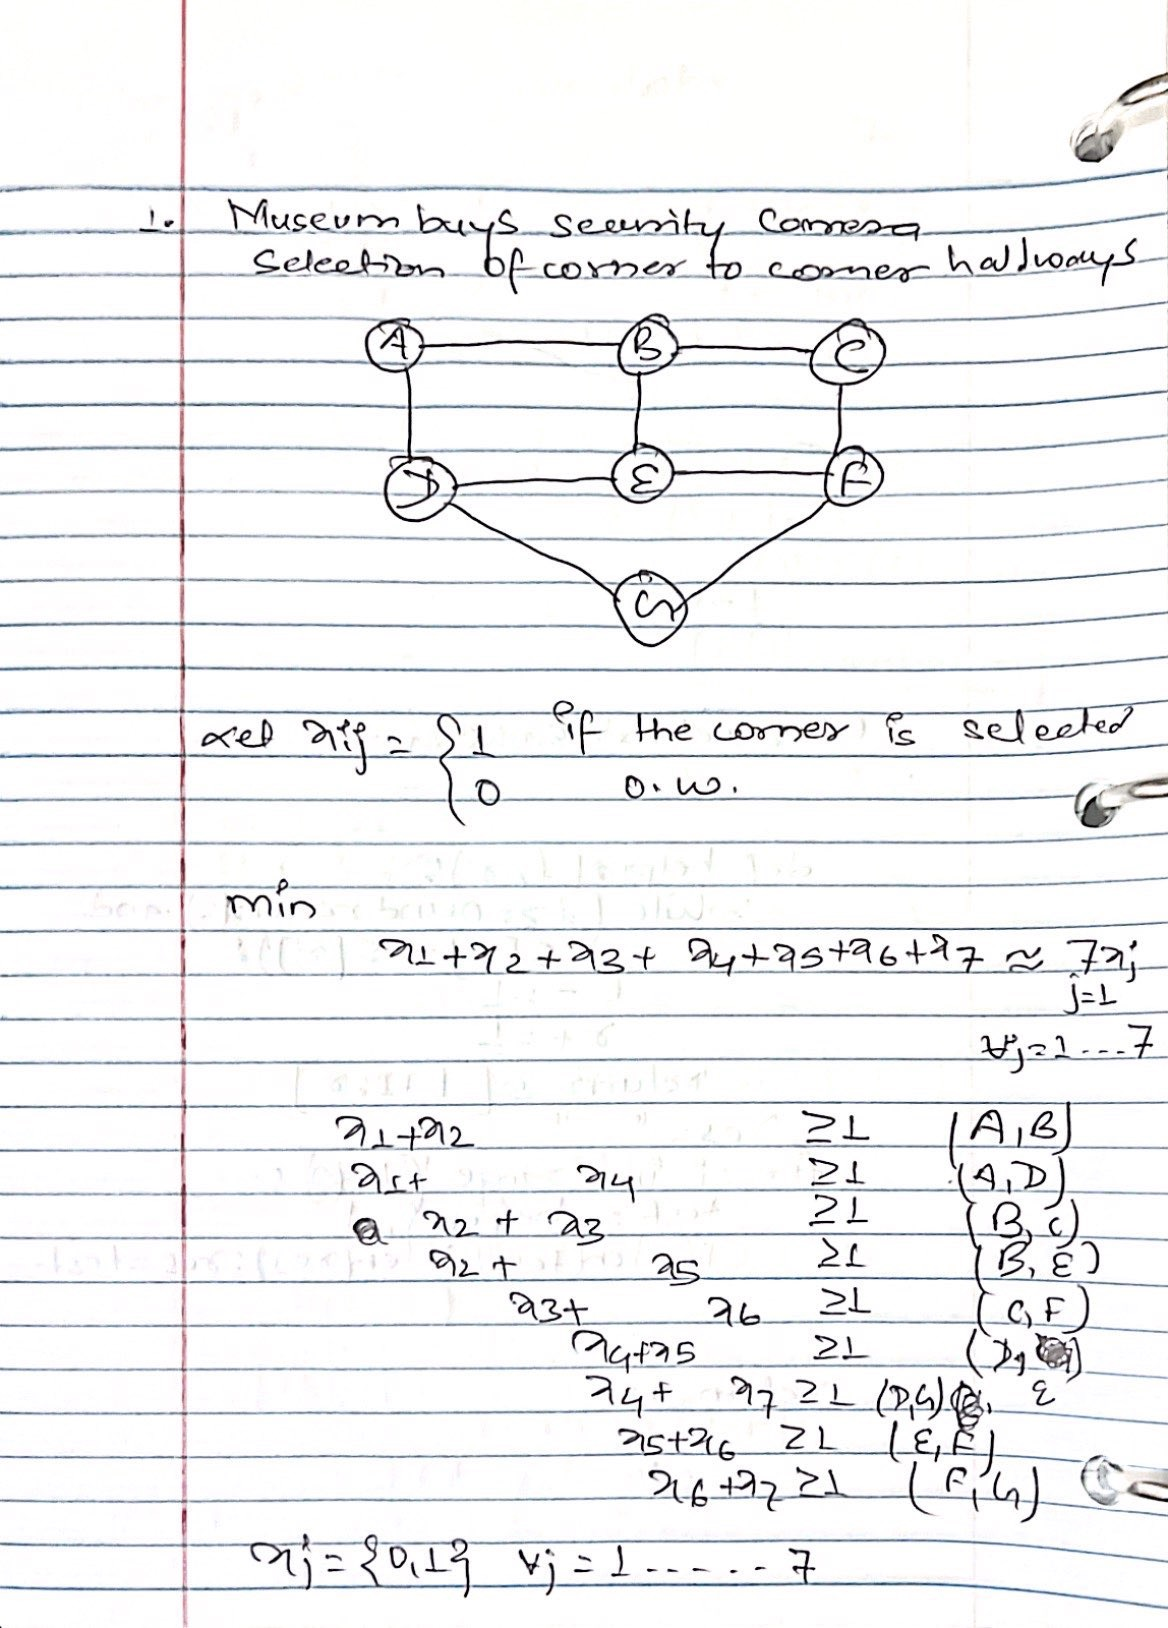 1. Museum buys security Camera
Selection of corner to corner hallways
A B C
D E F
G
Let xij = { 1 if the corner is selected
0 o.w.
min
x1 + x2 + x3 + x4 + x5 + x6 + x7 ≈ 7xj
j=1
∀j = 1 ... 7
x1 + x2 ≥ 1 (A, B)
x1 + x4 ≥ 1 (A, D)
x2 + x3 ≥ 1 (B, C)
x2 + x5 ≥ 1 (B, E)
x3 + x6 ≥ 1 (C, F)
x4 + x5 ≥ 1 (D, E)
x4 + x7 ≥ 1 (D, G)
x5 + x6 ≥ 1 (E, F)
x6 + x7 ≥ 1 (F, G)
xj = {0, 1} ∀j = 1 ...... 7